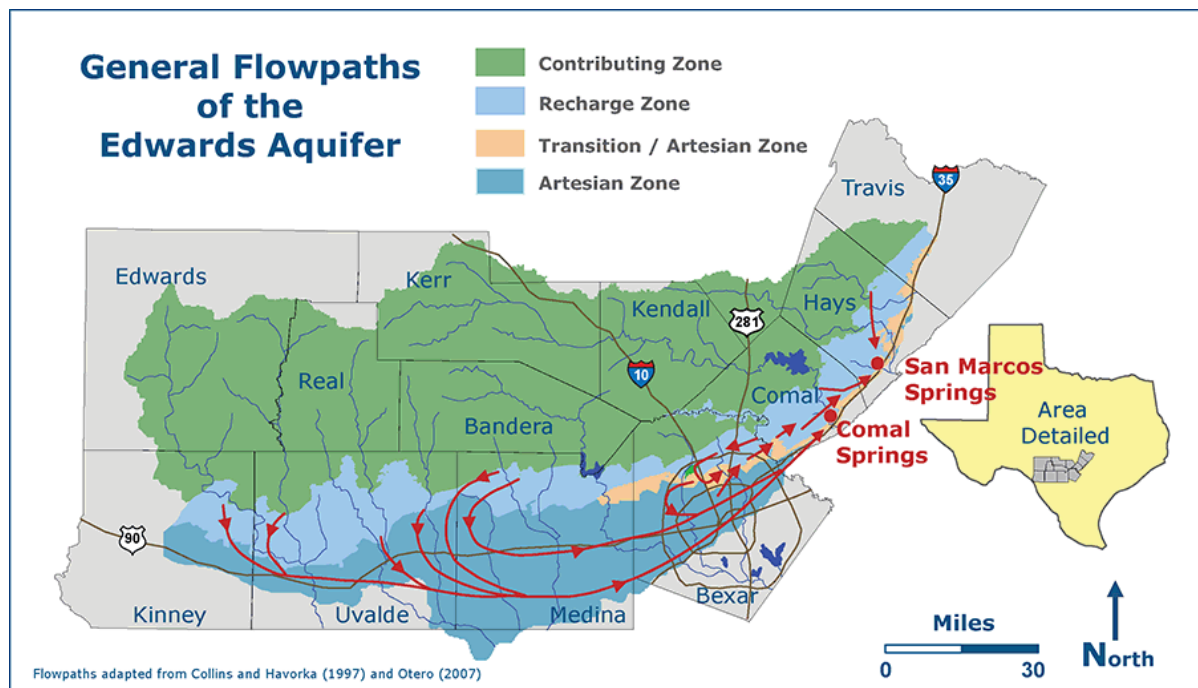 General Flowpaths
of the
Edwards Aquifer
Contributing Zone
Recharge Zone
Transition / Artesian Zone
Artesian Zone
Travis
35
Edwards
Kerr
Kendall
281
Hays
Real
10
Comal
San Marcos
Springs
Bandera
Comal
Springs
Area
Detailed
90
Kinney
Uvalde
Medina
Bexar
Miles
0
30
North
Flowpaths adapted from Collins and Havorka (1997) and Otero (2007)